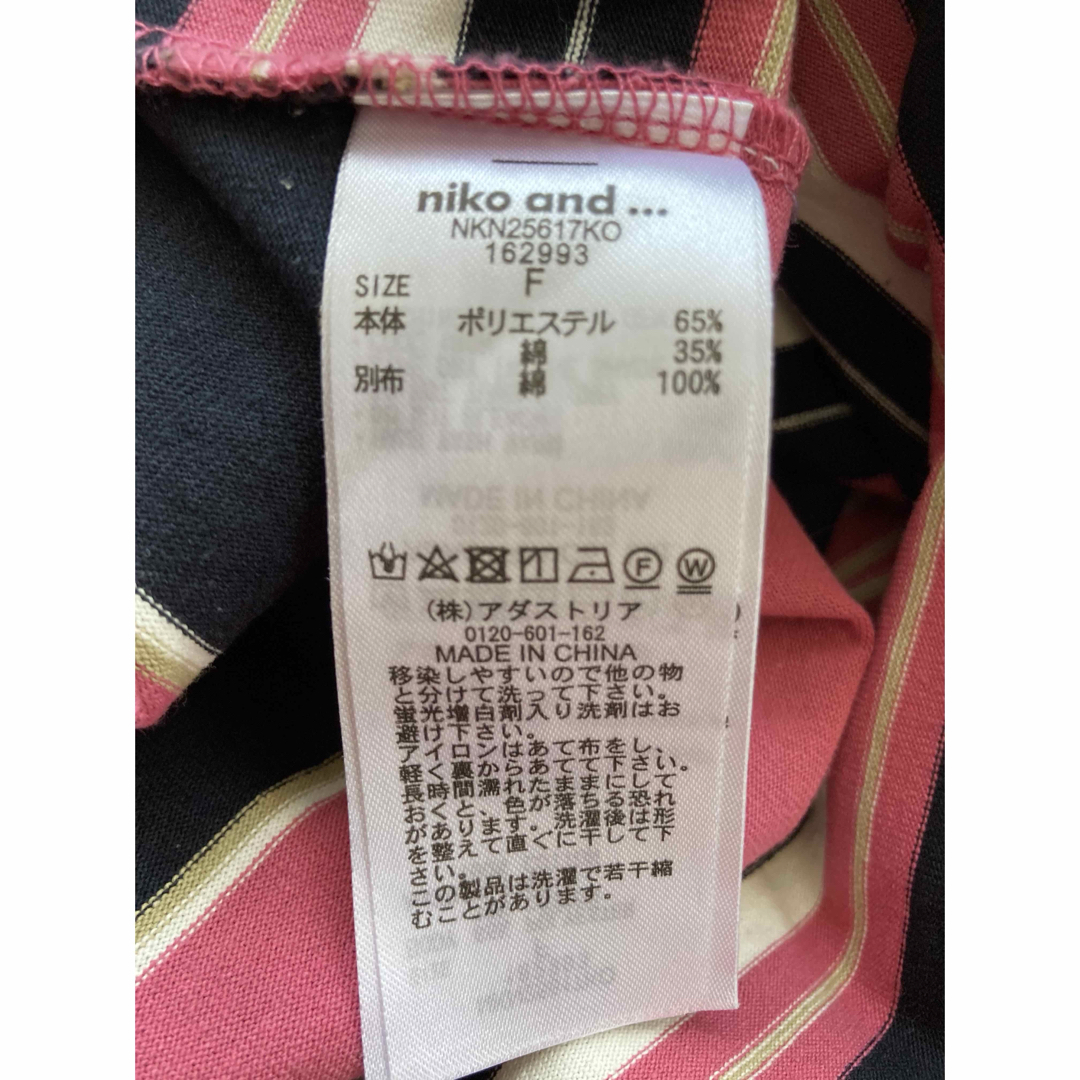 niko and ...
NKN25617KO
162993
SIZE F
本体 ポリエステル 65%
綿 35%
別布 綿 100%
(株)アダストリア
0120-601-162
MADE IN CHINA
移染しやすいので他の物
と分けて洗って下さい。
蛍光増白剤入り洗剤はお
避け下さい。
アイロンはあて布をし、
軽く裏からあてて下さい。
長時間濡れたままにして
おくと、色が落ちる恐れ
があります。洗濯後は形
を整えて直ぐに干して下
さい。
この製品は洗濯で若干縮
むことがあります。